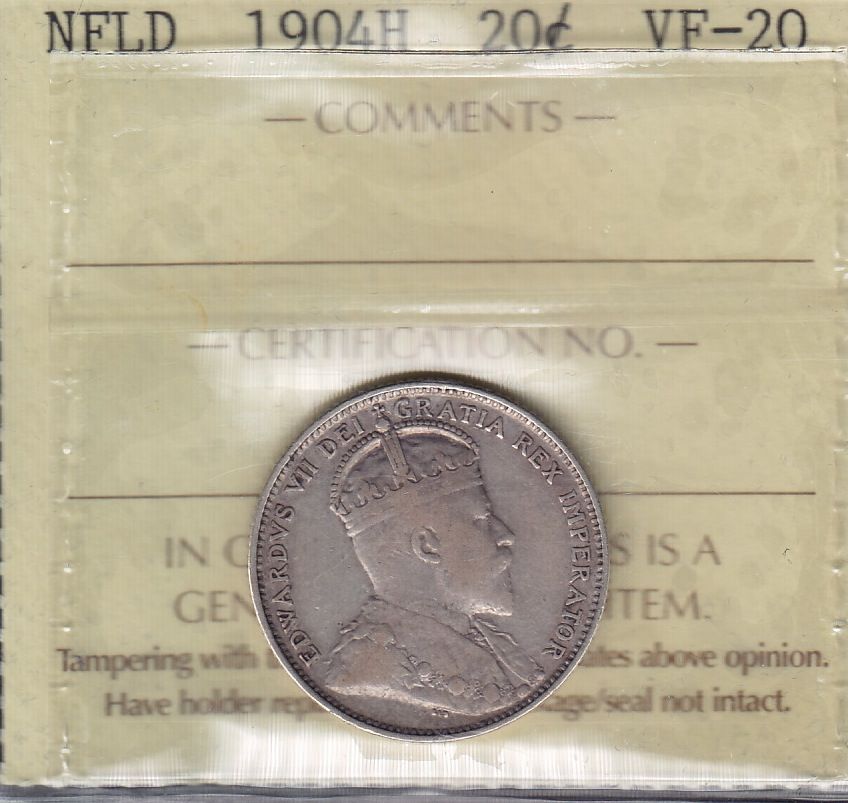 NFLD 1904H 20¢ VF-20
— COMMENTS —
— CERTIFICATION NO. —
EDWARDVS VII DEI GRATIA REX IMPERATOR
IN S IS A
GEN ITEM.
Tampering with ates above opinion.
Have holder rep age/seal not intact.